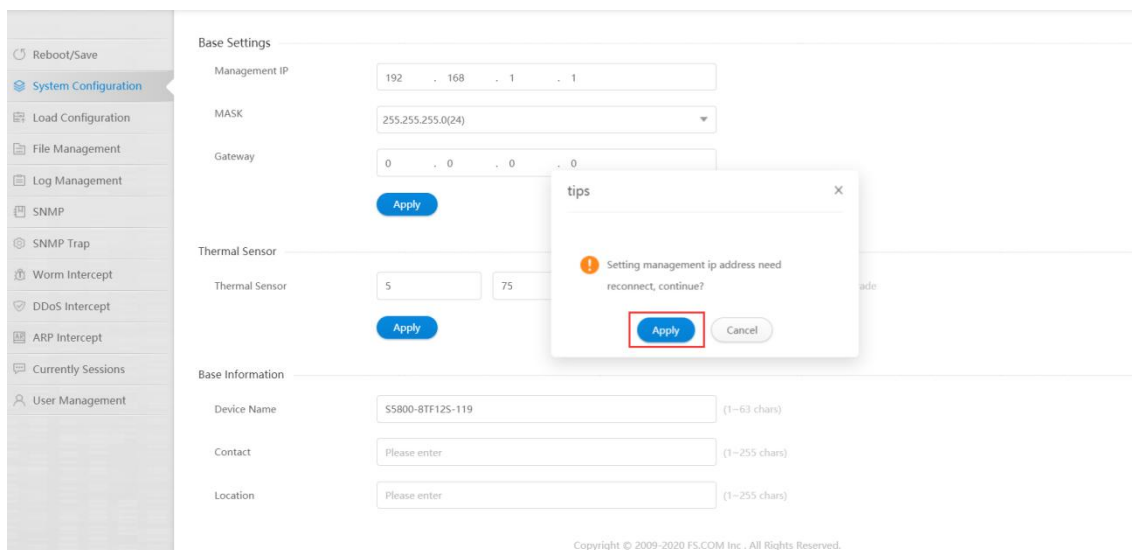 Reboot/Save
System Configuration
Load Configuration
File Management
Log Management
SNMP
SNMP Trap
Worm Intercept
DDoS Intercept
ARP Intercept
Currently Sessions
User Management
Base Settings
Management IP
192 . 168 . 1 . 1
MASK
255.255.255.0(24)
Gateway
0 . 0 . 0 . 0
Apply
Thermal Sensor
Thermal Sensor
5
75
ade
Apply
Base Information
Device Name
S5800-8TF12S-119
(1~63 chars)
Contact
Please enter
(1~255 chars)
Location
Please enter
(1~255 chars)
tips
Setting management ip address need
reconnect, continue?
Apply
Cancel
Copyright © 2009-2020 FS.COM Inc . All Rights Reserved.